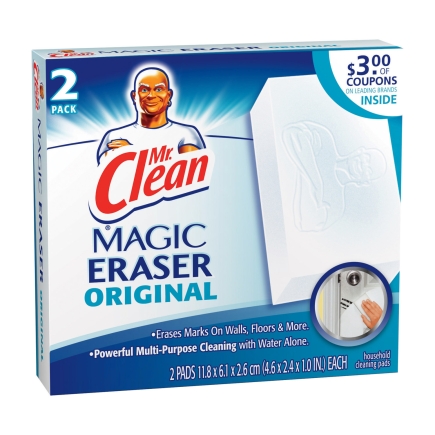 2
PACK
$3.00 OF
COUPONS
ON LEADING BRANDS
INSIDE
Mr.
Clean
MAGIC
ERASER
ORIGINAL
MAGIC ERASER ORIGINAL
•Erases Marks On Walls, Floors & More.
•Powerful Multi-Purpose Cleaning with Water Alone.
2 PADS 11.8 x 6.1 x 2.6 cm (4.6 x 2.4 x 1.0 IN.) EACH
household
cleaning pads